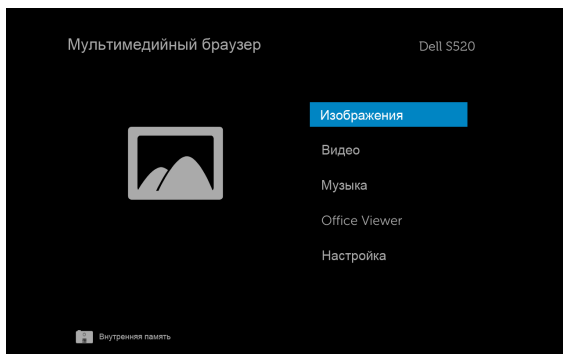 Мультимедийный браузер
Dell S520
Изображения
Видео
Музыка
Office Viewer
Настройка
Внутренняя память